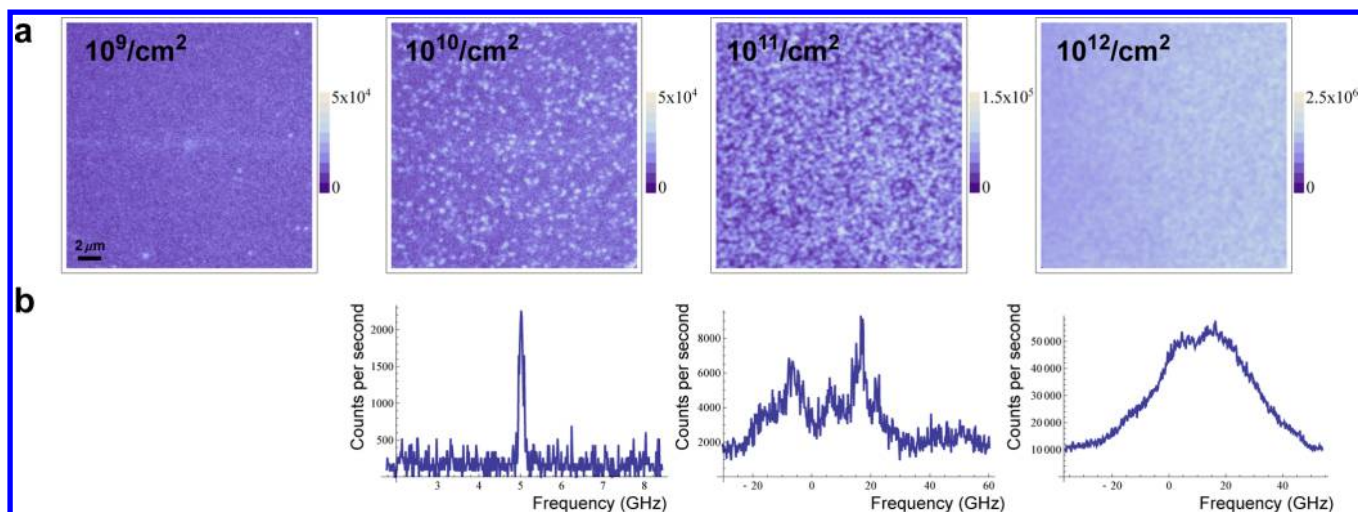 a
10⁹/cm²
10¹⁰/cm²
10¹¹/cm²
10¹²/cm²
5x10⁴
0
5x10⁴
0
1.5x10⁵
0
2.5x10⁶
0
2 μm
b
Counts per second
2000
1500
1000
500
3 4 5 6 7 8
Frequency (GHz)
Counts per second
8000
6000
4000
2000
- 20 0 20 40 60
Frequency (GHz)
Counts per second
50 000
40 000
30 000
20 000
10 000
- 20 0 20 40
Frequency (GHz)